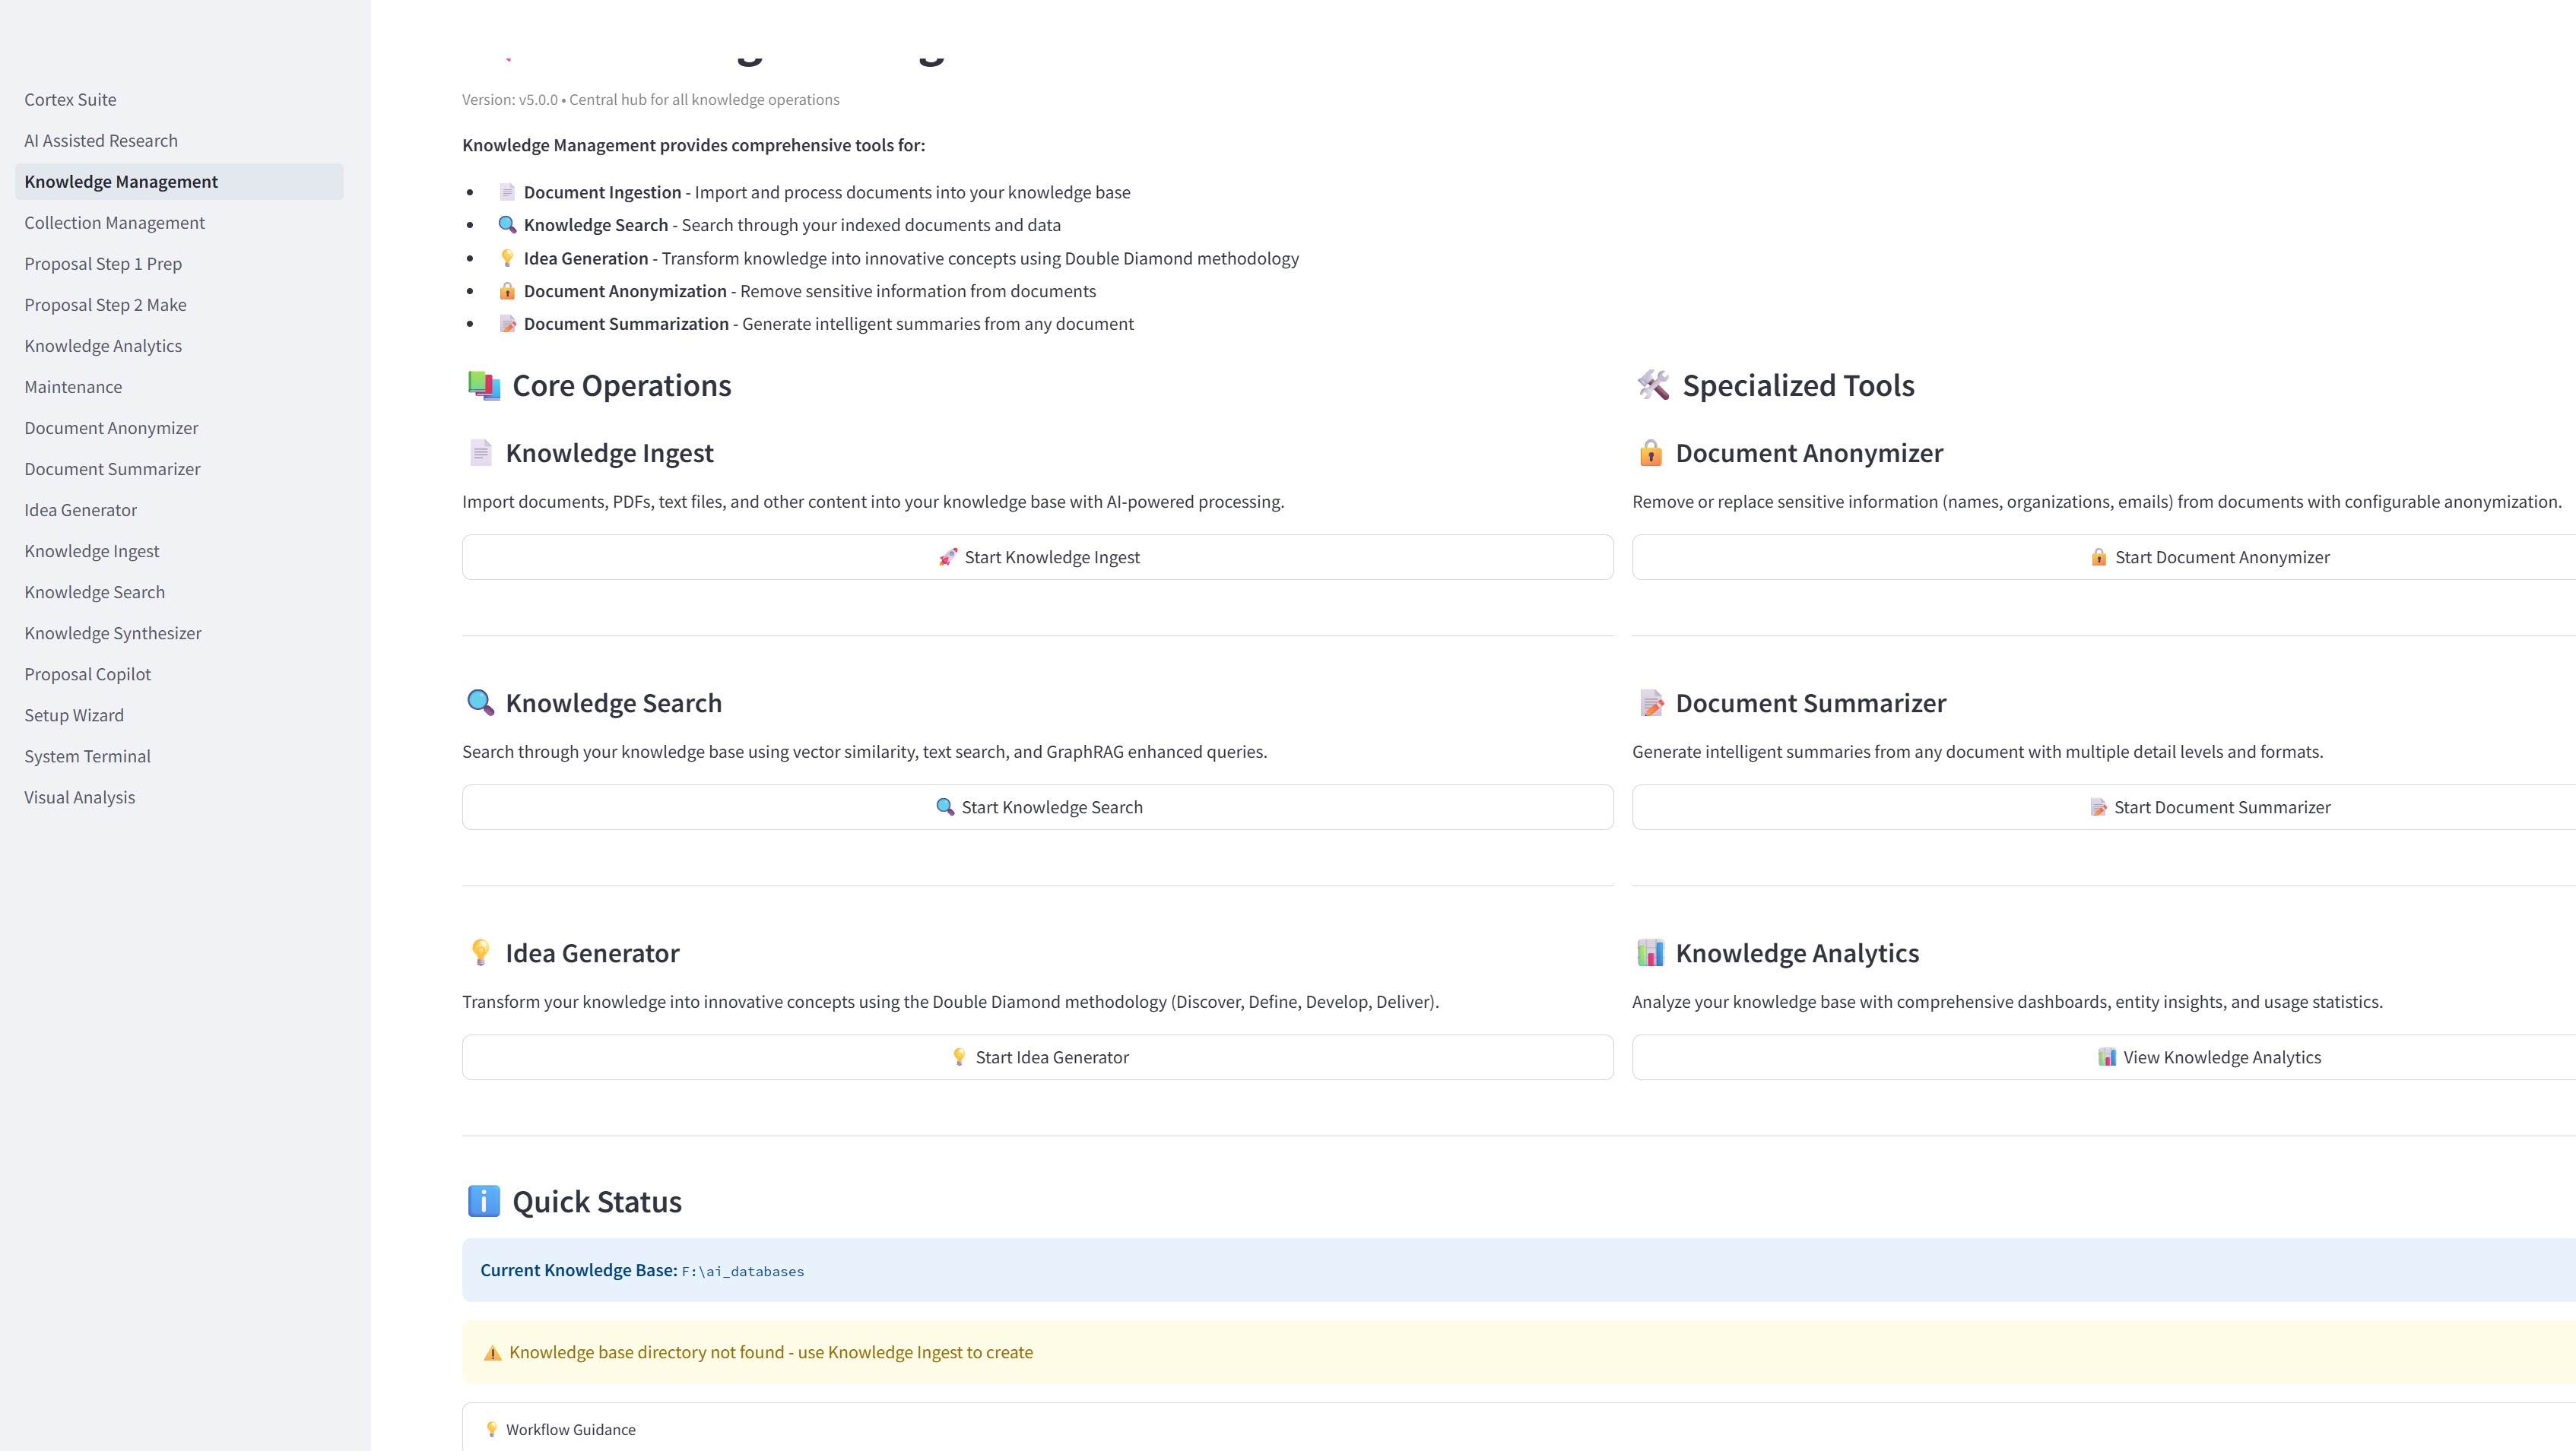 Cortex Suite
AI Assisted Research
Knowledge Management
Collection Management
Proposal Step 1 Prep
Proposal Step 2 Make
Knowledge Analytics
Maintenance
Document Anonymizer
Document Summarizer
Idea Generator
Knowledge Ingest
Knowledge Search
Knowledge Synthesizer
Proposal Copilot
Setup Wizard
System Terminal
Visual Analysis
Version: v5.0.0 • Central hub for all knowledge operations
Knowledge Management provides comprehensive tools for:
• Document Ingestion - Import and process documents into your knowledge base
• Knowledge Search - Search through your indexed documents and data
• Idea Generation - Transform knowledge into innovative concepts using Double Diamond methodology
• Document Anonymization - Remove sensitive information from documents
• Document Summarization - Generate intelligent summaries from any document
Core Operations
Knowledge Ingest
Import documents, PDFs, text files, and other content into your knowledge base with AI-powered processing.
Start Knowledge Ingest
Knowledge Search
Search through your knowledge base using vector similarity, text search, and GraphRAG enhanced queries.
Start Knowledge Search
Idea Generator
Transform your knowledge into innovative concepts using the Double Diamond methodology (Discover, Define, Develop, Deliver).
Start Idea Generator
Specialized Tools
Document Anonymizer
Remove or replace sensitive information (names, organizations, emails) from documents with configurable anonymization.
Start Document Anonymizer
Document Summarizer
Generate intelligent summaries from any document with multiple detail levels and formats.
Start Document Summarizer
Knowledge Analytics
Analyze your knowledge base with comprehensive dashboards, entity insights, and usage statistics.
View Knowledge Analytics
Quick Status
Current Knowledge Base: F:\ai_databases
Knowledge base directory not found - use Knowledge Ingest to create
Workflow Guidance